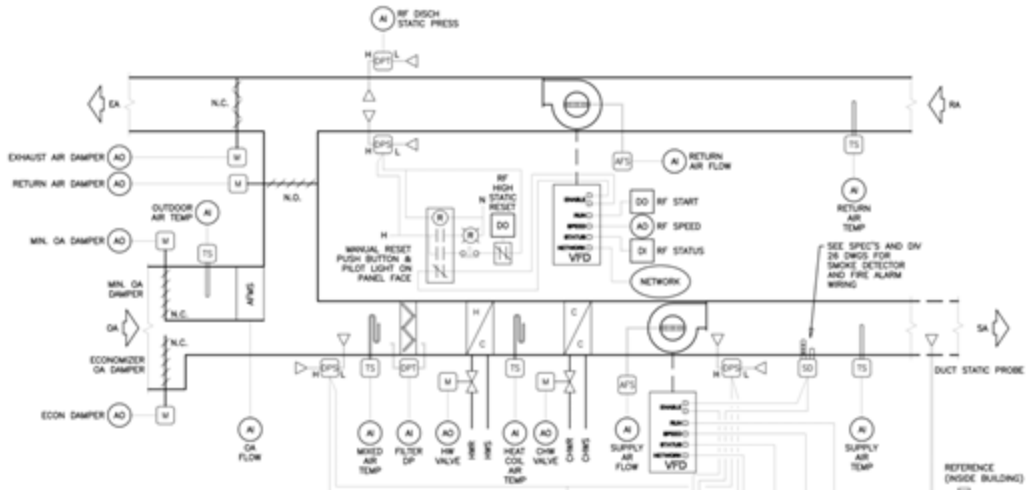 AI
RF DISCH
STATIC PRESS
H
L
DPT
EA
N.C.
RA
H
DPS
L
EXHAUST AIR DAMPER
AO
M
AFS
AI
RETURN
AIR FLOW
TS
RETURN AIR DAMPER
AO
M
N.O.
RF
HIGH
STATIC
RESET
DO
N
ENABLE
RUN
SPEED
STATUS
NETWORK
VFD
DO
RF START
AO
RF SPEED
DI
RF STATUS
NETWORK
AI
RETURN
AIR
TEMP
OUTDOOR
AIR TEMP
AI
TS
R
R
H
MANUAL RESET
PUSH BUTTON &
PILOT LIGHT ON
PANEL FACE
SEE SPEC'S AND DIV
26 DWGS FOR
SMOKE DETECTOR
AND FIRE ALARM
WIRING
MIN. OA DAMPER
AO
M
MIN. OA
DAMPER
AFMS
N.C.
OA
N.C.
H
C
C
C
SA
ECONOMIZER
OA DAMPER
H
DPS
L
TS
DPT
M
TS
M
AFS
H
DPS
L
SD
TS
DUCT STATIC PROBE
ECON DAMPER
AO
M
AI
OA
FLOW
AI
MIXED
AIR
TEMP
AI
FILTER
DP
AO
HW
VALVE
HWR
HWS
AI
HEAT
COIL
AIR
TEMP
AO
CHW
VALVE
CHWR
CHWS
AI
SUPPLY
AIR
FLOW
ENABLE
RUN
SPEED
STATUS
NETWORK
VFD
AI
SUPPLY
AIR
TEMP
REFERENCE
(INSIDE BUILDING)